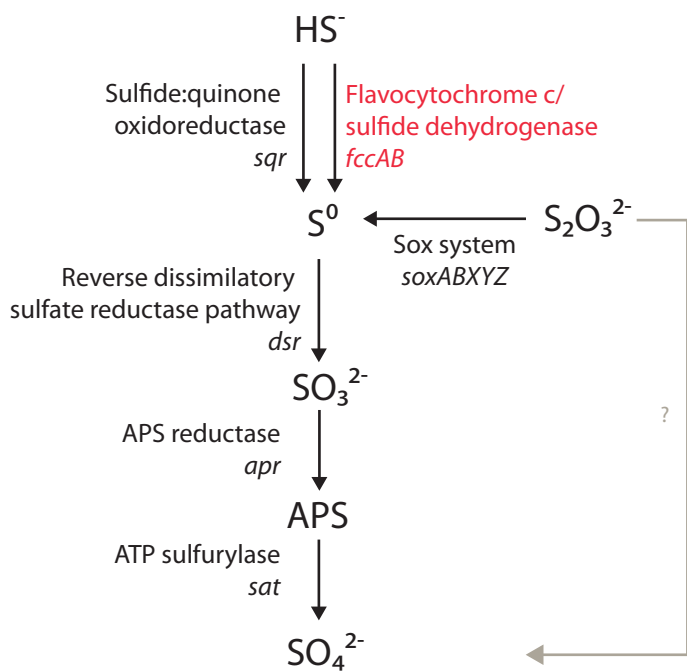 HS⁻
Sulfide:quinone
oxidoreductase
sqr
Flavocytochrome c/
sulfide dehydrogenase
fccAB
S⁰
S₂O₃²⁻
Sox system
soxABXYZ
Reverse dissimilatory
sulfate reductase pathway
dsr
SO₃²⁻
?
APS reductase
apr
APS
ATP sulfurylase
sat
SO₄²⁻